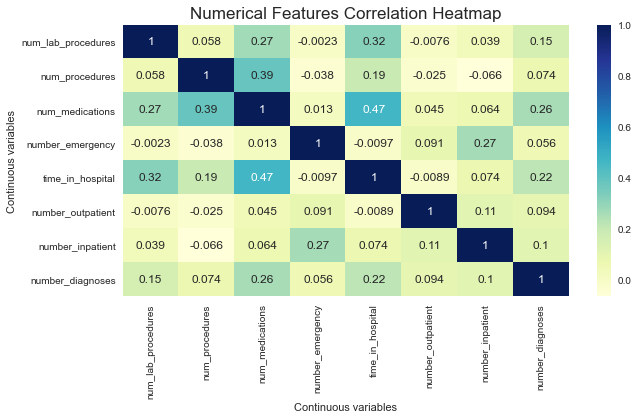 Numerical Features Correlation Heatmap
num_lab_procedures 1 0.058 0.27 -0.0023 0.32 -0.0076 0.039 0.15
num_procedures 0.058 1 0.39 -0.038 0.19 -0.025 -0.066 0.074
num_medications 0.27 0.39 1 0.013 0.47 0.045 0.064 0.26
number_emergency -0.0023 -0.038 0.013 1 -0.0097 0.091 0.27 0.056
time_in_hospital 0.32 0.19 0.47 -0.0097 1 -0.0089 0.074 0.22
number_outpatient -0.0076 -0.025 0.045 0.091 -0.0089 1 0.11 0.094
number_inpatient 0.039 -0.066 0.064 0.27 0.074 0.11 1 0.1
number_diagnoses 0.15 0.074 0.26 0.056 0.22 0.094 0.1 1
Continuous variables
num_lab_procedures
num_procedures
num_medications
number_emergency
time_in_hospital
number_outpatient
number_inpatient
number_diagnoses
Continuous variables
1.0
0.8
0.6
0.4
0.2
0.0